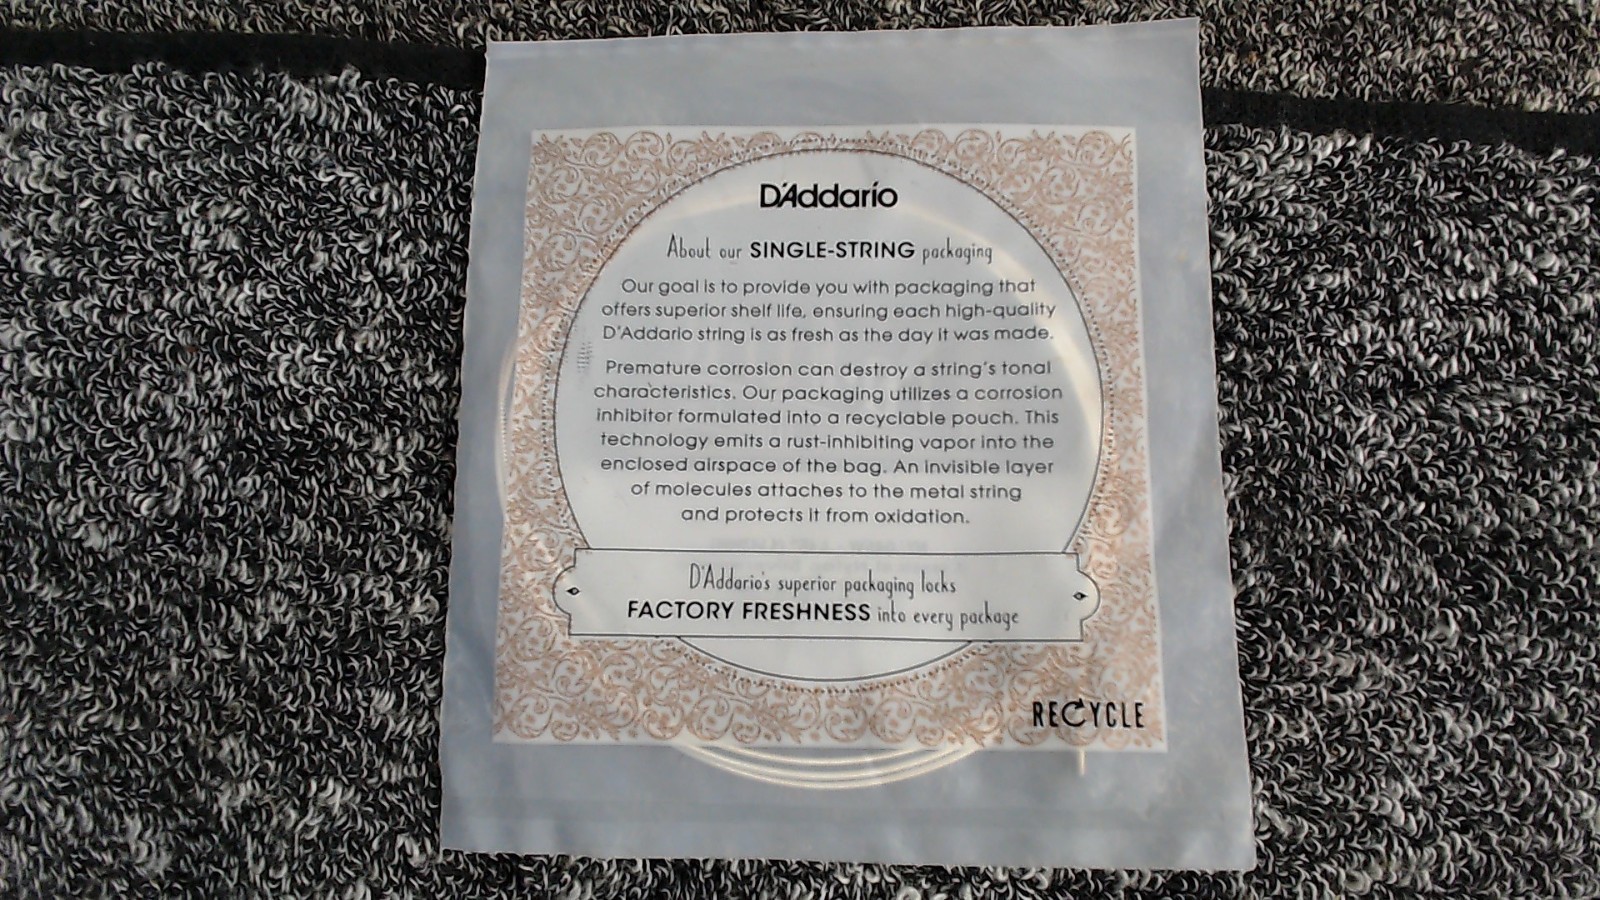 D'Addario
About our SINGLE-STRING packaging
Our goal is to provide you with packaging that
offers superior shelf life, ensuring each high-quality
D'Addario string is as fresh as the day it was made.
Premature corrosion can destroy a string's tonal
characteristics. Our packaging utilizes a corrosion
inhibitor formulated into a recyclable pouch. This
technology emits a rust-inhibiting vapor into the
enclosed airspace of the bag. An invisible layer
of molecules attaches to the metal string
and protects it from oxidation.
D'Addario's superior packaging locks
FACTORY FRESHNESS into every package
RECYCLE